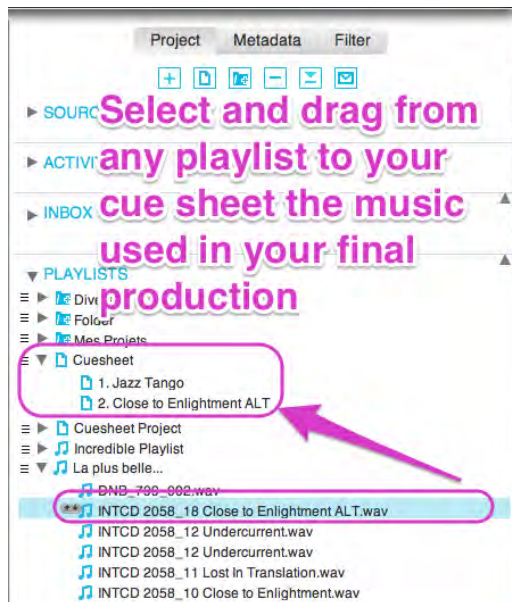 Project Metadata Filter
Select and drag from
SOURC
any playlist to your
ACTIVI
cue sheet the music
INBOX
used in your final
PLAYLISTS
production
Dive
Folder
Mes Projets
Cuesheet
1. Jazz Tango
2. Close to Enlightment ALT
Cuesheet Project
Incredible Playlist
La plus belle...
DNB_799_002.wav
INTCD 2058_18 Close to Enlightment ALT.wav
INTCD 2058_12 Undercurrent.wav
INTCD 2058_12 Undercurrent.wav
INTCD 2058_11 Lost In Translation.wav
INTCD 2058_10 Close to Enlightment.wav